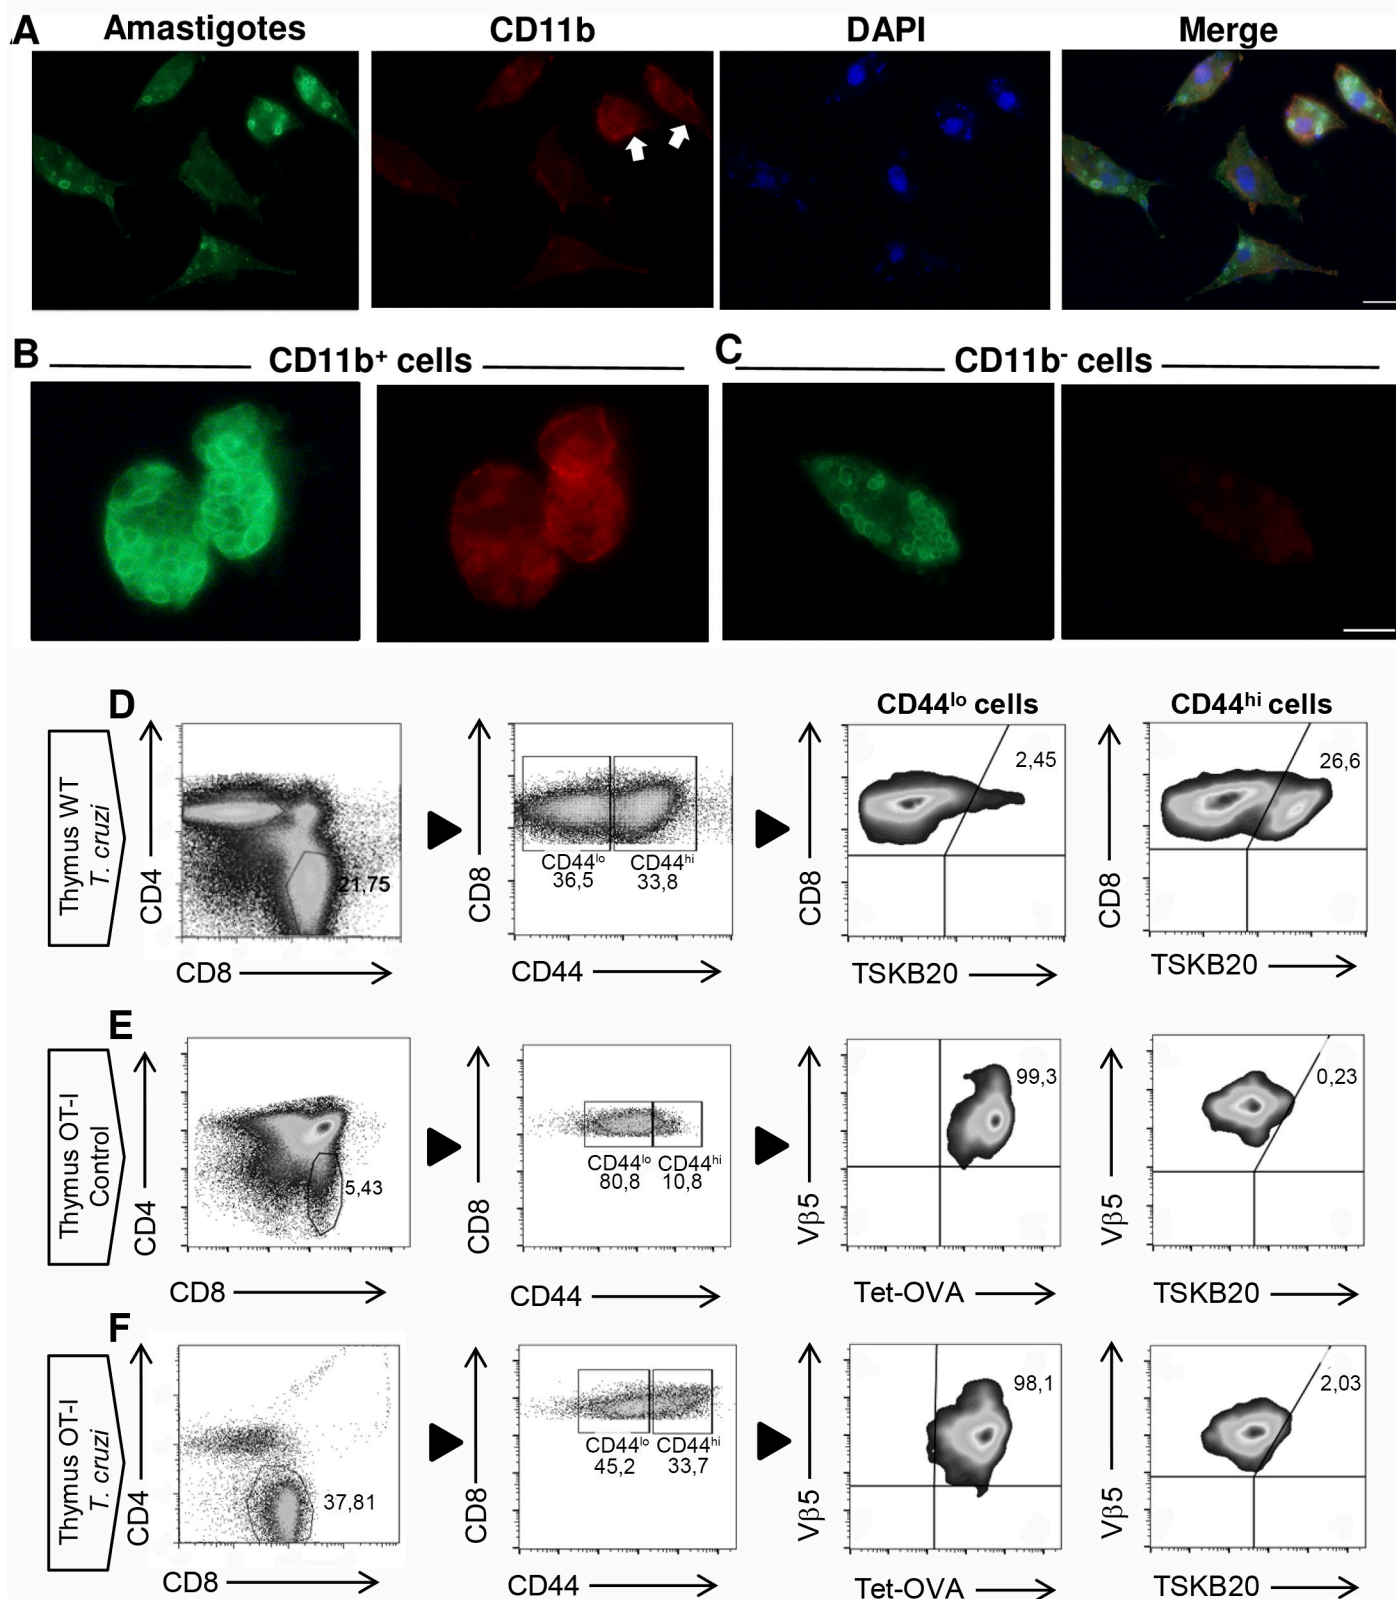 A
Amastigotes
CD11b
DAPI
Merge
B
CD11b⁺ cells
C
CD11b⁻ cells
D
CD44ˡᵒ cells
CD44ʰⁱ cells
Thymus WT
T. cruzi
CD4
21,75
CD8
CD8
CD44ˡᵒ
36,5
CD44ʰⁱ
33,8
CD44
CD8
2,45
TSKB20
CD8
26,6
TSKB20
E
Thymus OT-I
Control
CD4
5,43
CD8
CD8
CD44ˡᵒ
80,8
CD44ʰⁱ
10,8
CD44
Vβ5
99,3
Tet-OVA
Vβ5
0,23
TSKB20
F
Thymus OT-I
T. cruzi
CD4
37,81
CD8
CD8
CD44ˡᵒ
45,2
CD44ʰⁱ
33,7
CD44
Vβ5
98,1
Tet-OVA
Vβ5
2,03
TSKB20